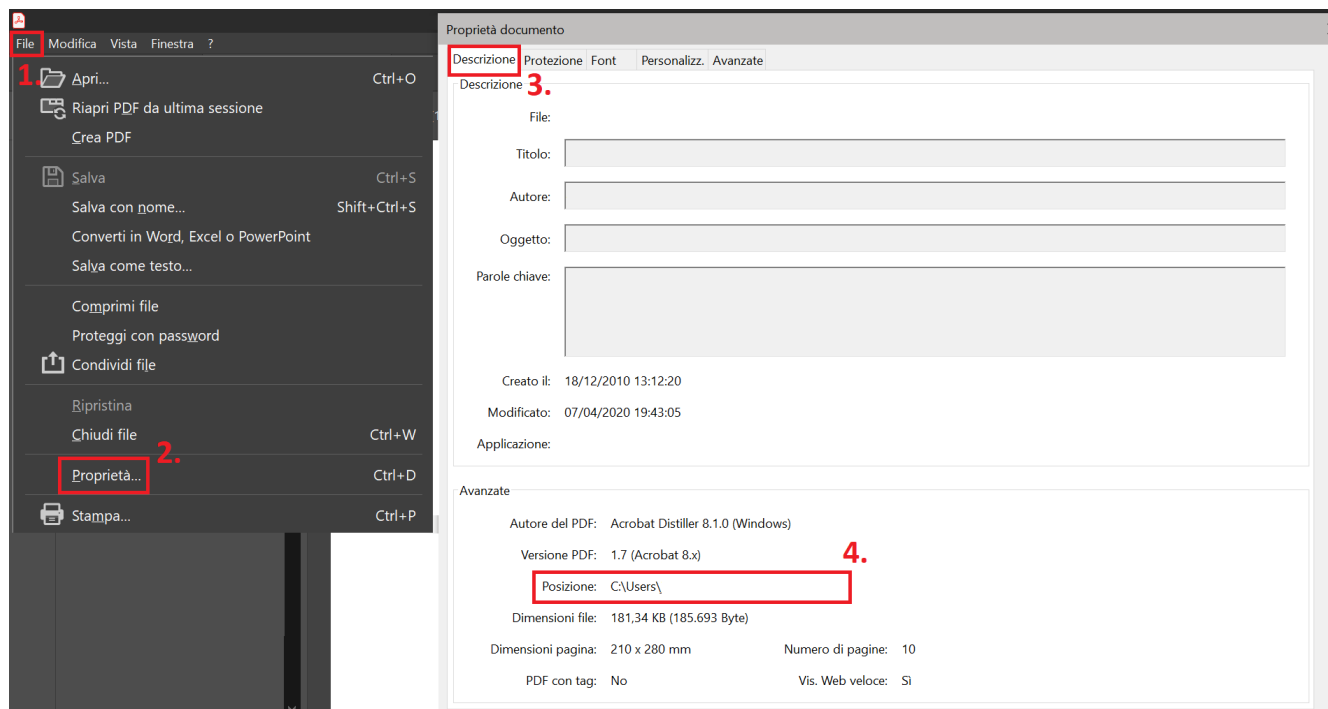 File Modifica Vista Finestra ?
1.
Apri... Ctrl+O
Riapri PDF da ultima sessione
Crea PDF
Salva Ctrl+S
Salva con nome... Shift+Ctrl+S
Converti in Word, Excel o PowerPoint
Salva come testo...
Comprimi file
Proteggi con password
Condividi file
Ripristina
Chiudi file Ctrl+W
2.
Proprietà... Ctrl+D
Stampa... Ctrl+P
Proprietà documento
Descrizione Protezione Font Personalizz. Avanzate
3.
Descrizione
File:
Titolo:
Autore:
Oggetto:
Parole chiave:
Creato il: 18/12/2010 13:12:20
Modificato: 07/04/2020 19:43:05
Applicazione:
Avanzate
Autore del PDF: Acrobat Distiller 8.1.0 (Windows)
Versione PDF: 1.7 (Acrobat 8.x)
4.
Posizione: C:\Users\
Dimensioni file: 181,34 KB (185.693 Byte)
Dimensioni pagina: 210 x 280 mm Numero di pagine: 10
PDF con tag: No Vis. Web veloce: Sì